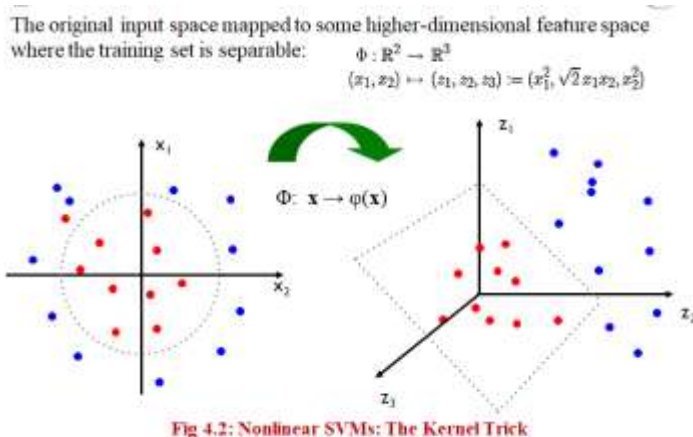 The original input space mapped to some higher-dimensional feature space
where the training set is separable:
Φ : ℝ² → ℝ³
(x₁, x₂) ↦ (z₁, z₂, z₃) := (x₁², √2 x₁x₂, x₂²)
x₁
z₁
Φ: x → φ(x)
x₂
z₂
z₃
Fig 4.2: Nonlinear SVMs: The Kernel Trick